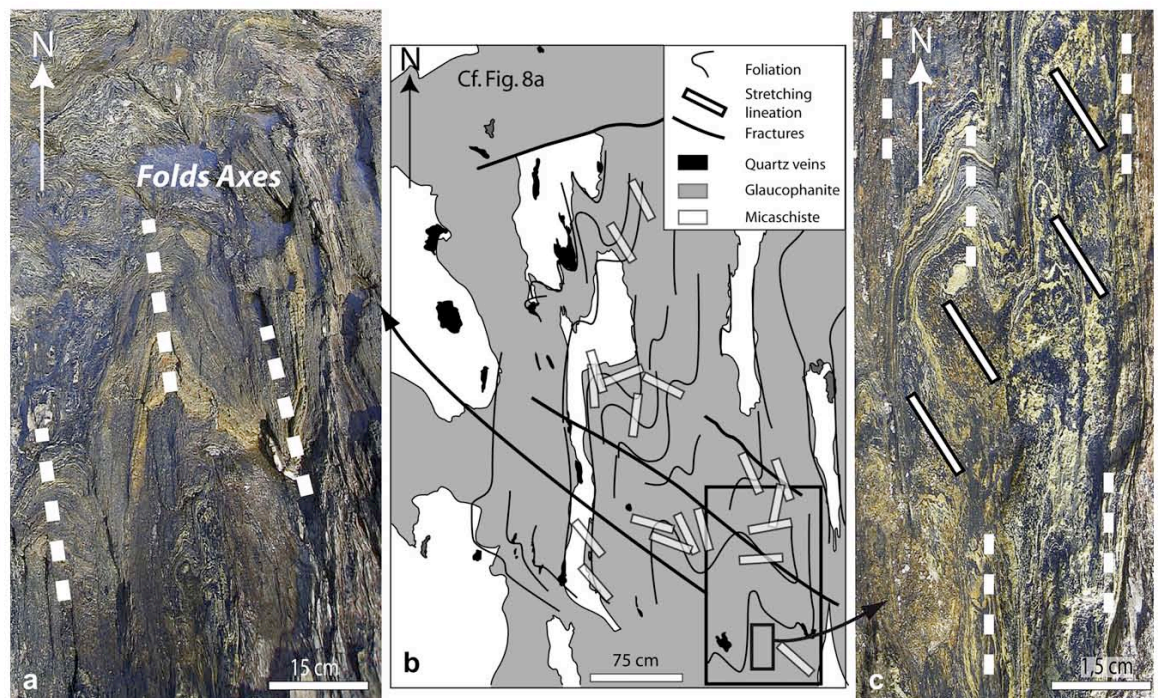 N
Folds Axes
15 cm
a
N
Cf. Fig. 8a
Foliation
Stretching
lineation
Fractures
Quartz veins
Glaucophanite
Micaschiste
b
75 cm
N
c
1,5 cm